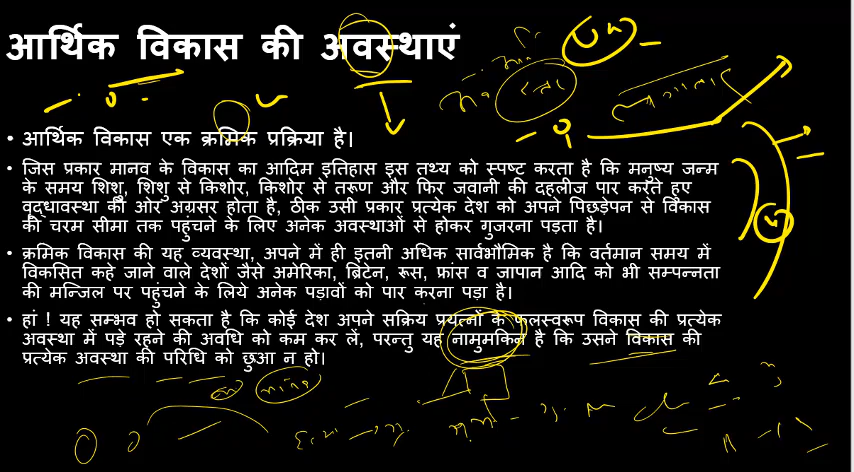 आर्थिक विकास की अवस्थाएं
• आर्थिक विकास एक क्रमिक प्रक्रिया है।
• जिस प्रकार मानव के विकास का आदिम इतिहास इस तथ्य को स्पष्ट करता है कि मनुष्य जन्म
के समय शिशु, शिशु से किशोर, किशोर से तरूण और फिर जवानी की दहलीज पार करते हुए
वृद्धावस्था की ओर अग्रसर होता है, ठीक उसी प्रकार प्रत्येक देश को अपने पिछड़ेपन से विकास
की चरम सीमा तक पहुंचने के लिए अनेक अवस्थाओं से होकर गुजरना पड़ता है।
• क्रमिक विकास की यह व्यवस्था, अपने में ही इतनी अधिक सार्वभौमिक है कि वर्तमान समय में
विकसित कहे जाने वाले देशों जैसे अमेरिका, ब्रिटेन, रूस, फ्रांस व जापान आदि को भी सम्पन्नता
की मन्जिल पर पहुंचने के लिये अनेक पड़ावों को पार करना पड़ा है।
• हां ! यह सम्भव हो सकता है कि कोई देश अपने सक्रिय प्रयत्नों के फलस्वरूप विकास की प्रत्येक
अवस्था में पड़े रहने की अवधि को कम कर लें, परन्तु यह नामुमकिन है कि उसने विकास की
प्रत्येक अवस्था की परिधि को छुआ न हो।